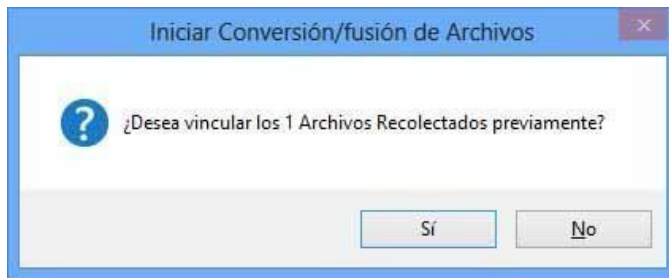 Iniciar Conversión/fusión de Archivos
¿Desea vincular los 1 Archivos Recolectados previamente?
Sí
No